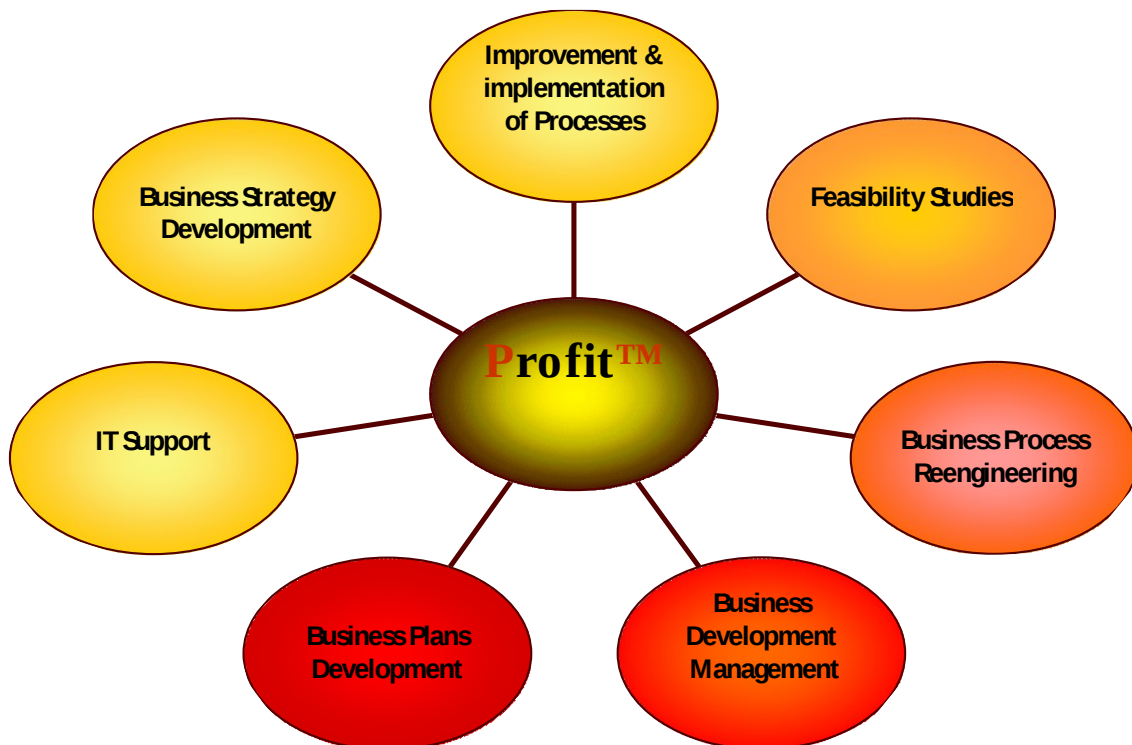 Improvement &
implementation
of Processes
Business Strategy
Development
Feasibility Studies
Profit™
IT Support
Business Process
Reengineering
Business Plans
Development
Business
Development
Management